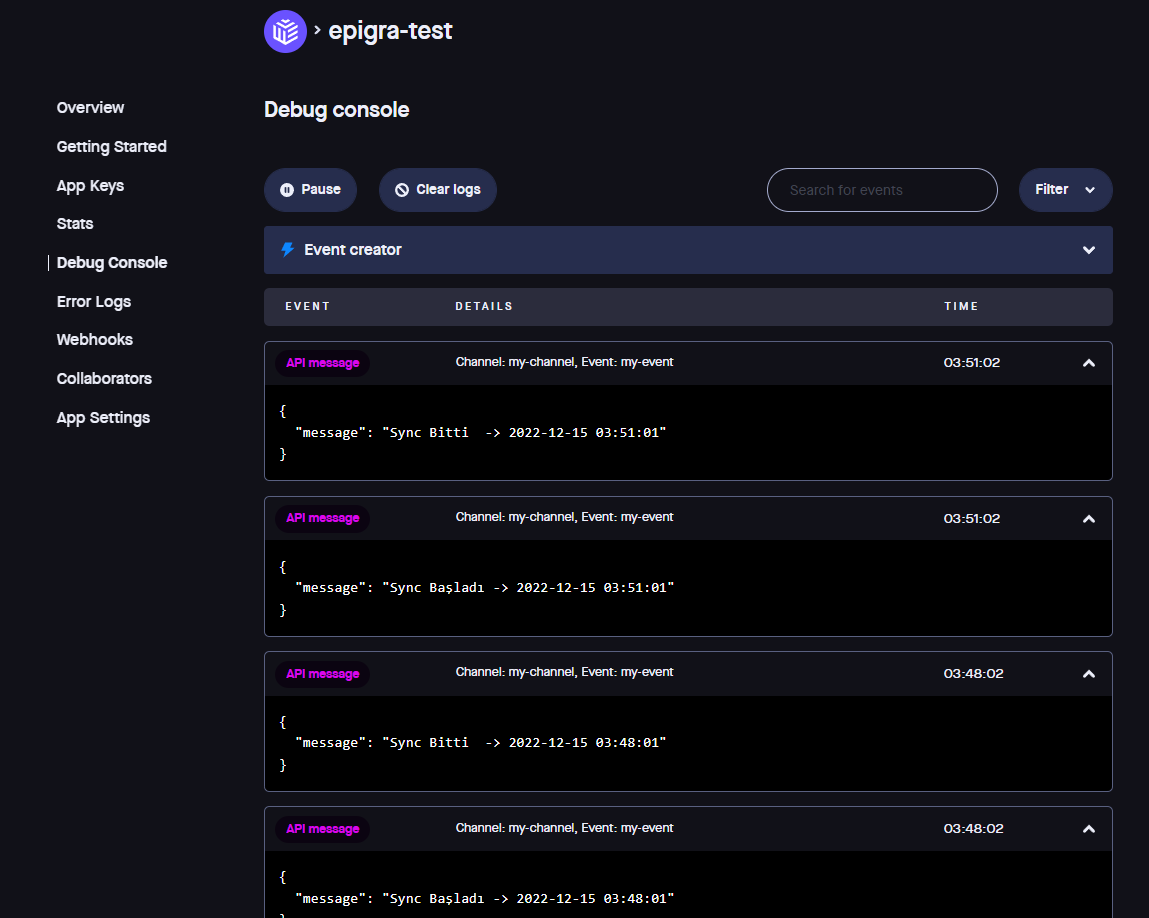 › epigra-test
Overview
Getting Started
App Keys
Stats
Debug Console
Error Logs
Webhooks
Collaborators
App Settings
Debug console
Pause Clear logs Search for events Filter
Event creator
EVENT DETAILS TIME
API message Channel: my-channel, Event: my-event 03:51:02
{
"message": "Sync Bitti  -> 2022-12-15 03:51:01"
}
API message Channel: my-channel, Event: my-event 03:51:02
{
"message": "Sync Başladı -> 2022-12-15 03:51:01"
}
API message Channel: my-channel, Event: my-event 03:48:02
{
"message": "Sync Bitti  -> 2022-12-15 03:48:01"
}
API message Channel: my-channel, Event: my-event 03:48:02
{
"message": "Sync Başladı -> 2022-12-15 03:48:01"
}